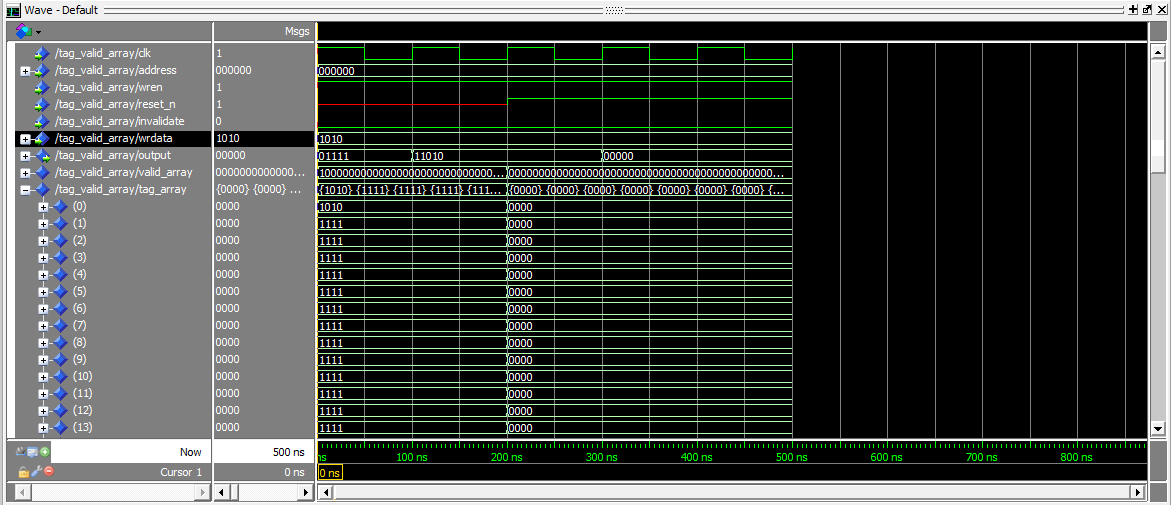 Wave - Default
Msgs
/tag_valid_array/clk 1
/tag_valid_array/address 000000 000000
/tag_valid_array/wren 1
/tag_valid_array/reset_n 1
/tag_valid_array/invalidate 0
/tag_valid_array/wrdata 1010 1010
/tag_valid_array/output 00000 01111 11010 00000
/tag_valid_array/valid_array 0000000000000... 10000000000000000000000000000000... 00000000000000000000000000000000000000000000...
/tag_valid_array/tag_array {0000} {0000} ... {1010} {1111} {1111} {1111} {111... {0000} {0000} {0000} {0000} {0000} {0000} {...
(0) 0000 1010 0000
(1) 0000 1111 0000
(2) 0000 1111 0000
(3) 0000 1111 0000
(4) 0000 1111 0000
(5) 0000 1111 0000
(6) 0000 1111 0000
(7) 0000 1111 0000
(8) 0000 1111 0000
(9) 0000 1111 0000
(10) 0000 1111 0000
(11) 0000 1111 0000
(12) 0000 1111 0000
(13) 0000 1111 0000
Now 500 ns ns 100 ns 200 ns 300 ns 400 ns 500 ns 600 ns 700 ns 800 ns
Cursor 1 0 ns 0 ns